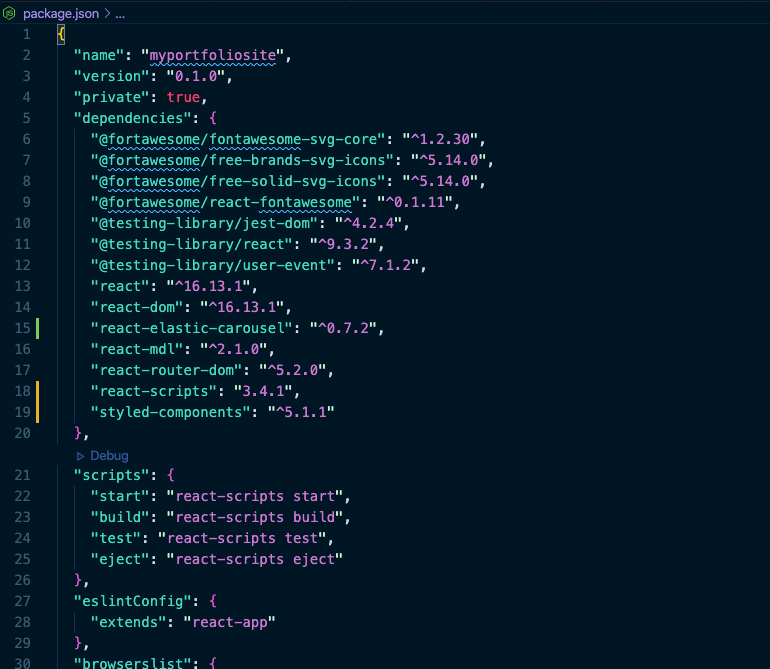 package.json > ...
1 {
2 "name": "myportfoliosite",
3 "version": "0.1.0",
4 "private": true,
5 "dependencies": {
6 "@fortawesome/fontawesome-svg-core": "^1.2.30",
7 "@fortawesome/free-brands-svg-icons": "^5.14.0",
8 "@fortawesome/free-solid-svg-icons": "^5.14.0",
9 "@fortawesome/react-fontawesome": "^0.1.11",
10 "@testing-library/jest-dom": "^4.2.4",
11 "@testing-library/react": "^9.3.2",
12 "@testing-library/user-event": "^7.1.2",
13 "react": "^16.13.1",
14 "react-dom": "^16.13.1",
15 "react-elastic-carousel": "^0.7.2",
16 "react-mdl": "^2.1.0",
17 "react-router-dom": "^5.2.0",
18 "react-scripts": "3.4.1",
19 "styled-components": "^5.1.1"
20 },
Debug
21 "scripts": {
22 "start": "react-scripts start",
23 "build": "react-scripts build",
24 "test": "react-scripts test",
25 "eject": "react-scripts eject"
26 },
27 "eslintConfig": {
28 "extends": "react-app"
29 },
30 "browserslist": {